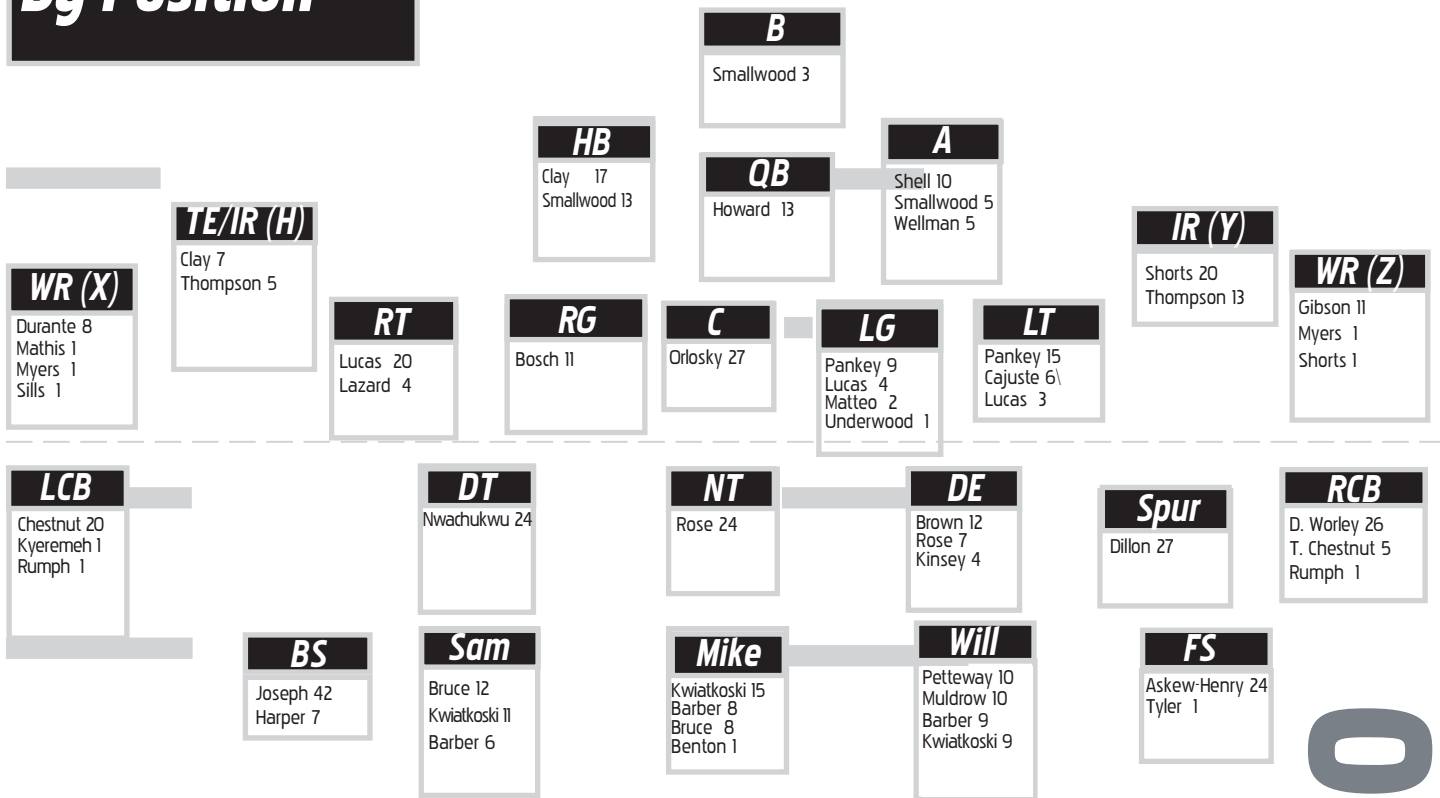 By Position
B
Smallwood 3
HB
Clay 17
Smallwood 13
QB
Howard 13
A
Shell 10
Smallwood 5
Wellman 5
TE/IR (H)
Clay 7
Thompson 5
IR (Y)
Shorts 20
Thompson 13
WR (X)
Durante 8
Mathis 1
Myers 1
Sills 1
RT
Lucas 20
Lazard 4
RG
Bosch 11
C
Orlosky 27
LG
Pankey 9
Lucas 4
Matteo 2
Underwood 1
LT
Pankey 15
Cajuste 6\
Lucas 3
WR (Z)
Gibson 11
Myers 1
Shorts 1
LCB
Chestnut 20
Kyeremeh 1
Rumph 1
DT
Nwachukwu 24
NT
Rose 24
DE
Brown 12
Rose 7
Kinsey 4
Spur
Dillon 27
RCB
D. Worley 26
T. Chestnut 5
Rumph 1
BS
Joseph 42
Harper 7
Sam
Bruce 12
Kwiatkoski 11
Barber 6
Mike
Kwiatkoski 15
Barber 8
Bruce 8
Benton 1
Will
Petteway 10
Muldrow 10
Barber 9
Kwiatkoski 9
FS
Askew-Henry 24
Tyler 1